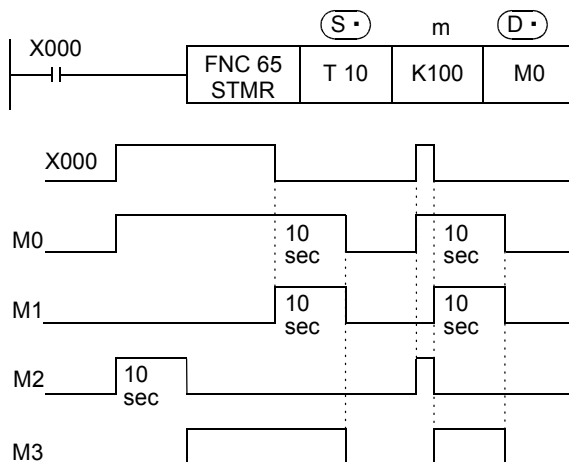 S · m D ·
X000
FNC 65 T 10 K100 M0
STMR
X000
M0 10 10
sec sec
M1 10 10
sec sec
M2 10
sec
M3